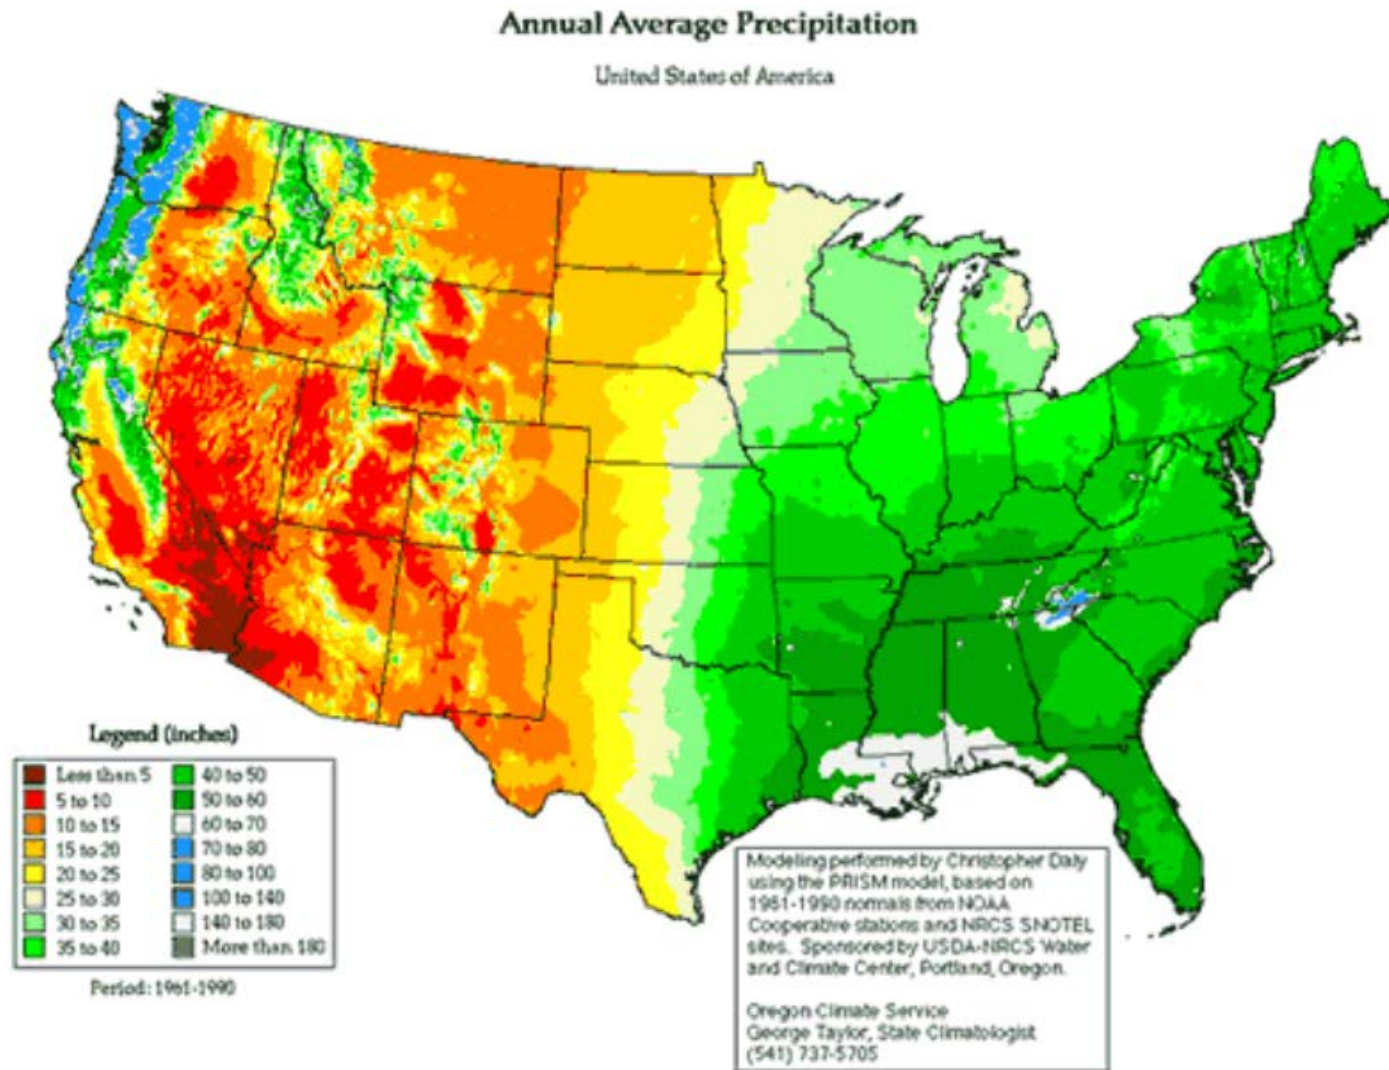 Annual Average Precipitation
United States of America
Legend (inches)
Less than 5
5 to 10
10 to 15
15 to 20
20 to 25
25 to 30
30 to 35
35 to 40
40 to 50
50 to 60
60 to 70
70 to 80
80 to 100
100 to 140
140 to 180
More than 180
Period: 1961-1990
Modeling performed by Christopher Daly
using the PRISM model, based on
1961-1990 normals from NOAA
Cooperative stations and NRCS SNOTEL
sites. Sponsored by USDA-NRCS Water
and Climate Center, Portland, Oregon.
Oregon Climate Service
George Taylor, State Climatologist
(541) 737-5705